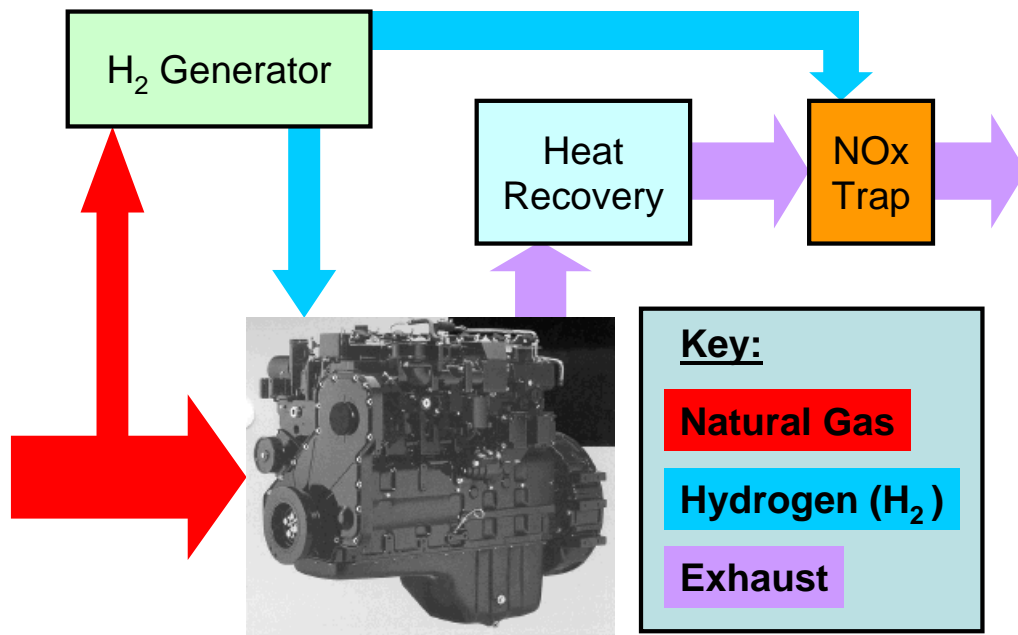 H₂ Generator
Heat
Recovery
NOx
Trap
Key:
Natural Gas
Hydrogen (H₂ )
Exhaust